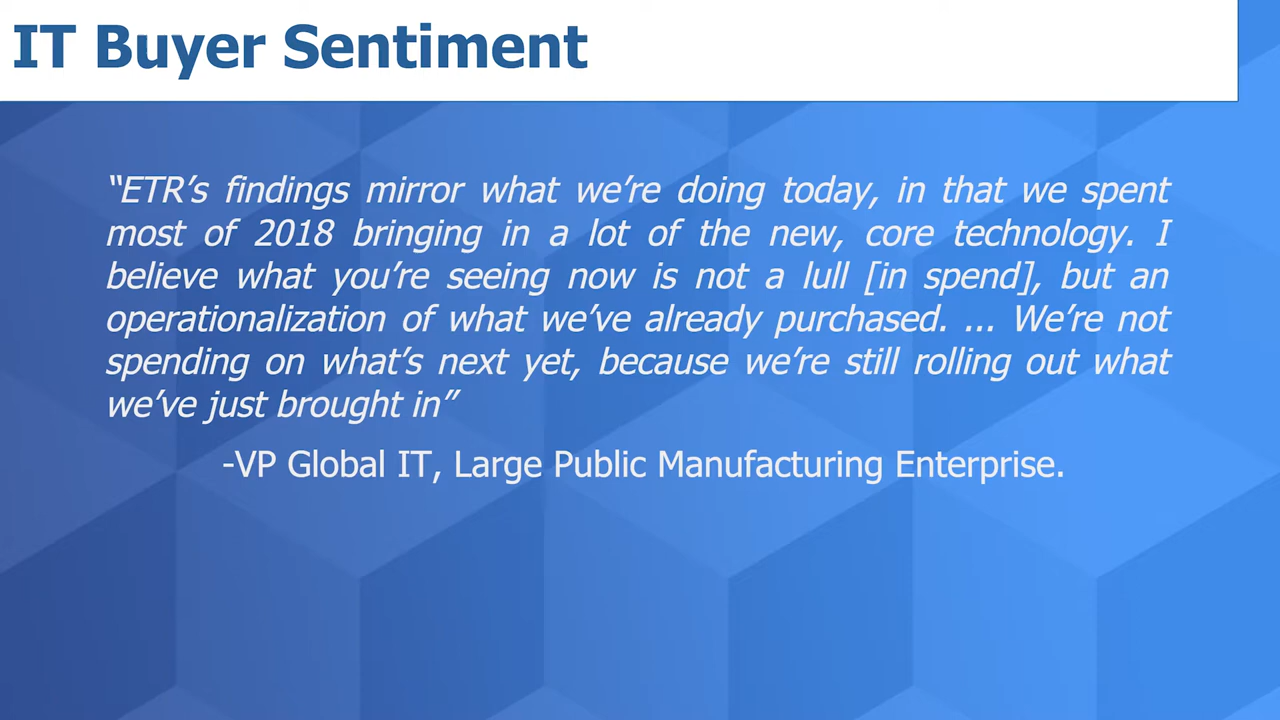 IT Buyer Sentiment
“ETR’s findings mirror what we’re doing today, in that we spent
most of 2018 bringing in a lot of the new, core technology. I
believe what you’re seeing now is not a lull [in spend], but an
operationalization of what we’ve already purchased. ... We’re not
spending on what’s next yet, because we’re still rolling out what
we’ve just brought in”
-VP Global IT, Large Public Manufacturing Enterprise.